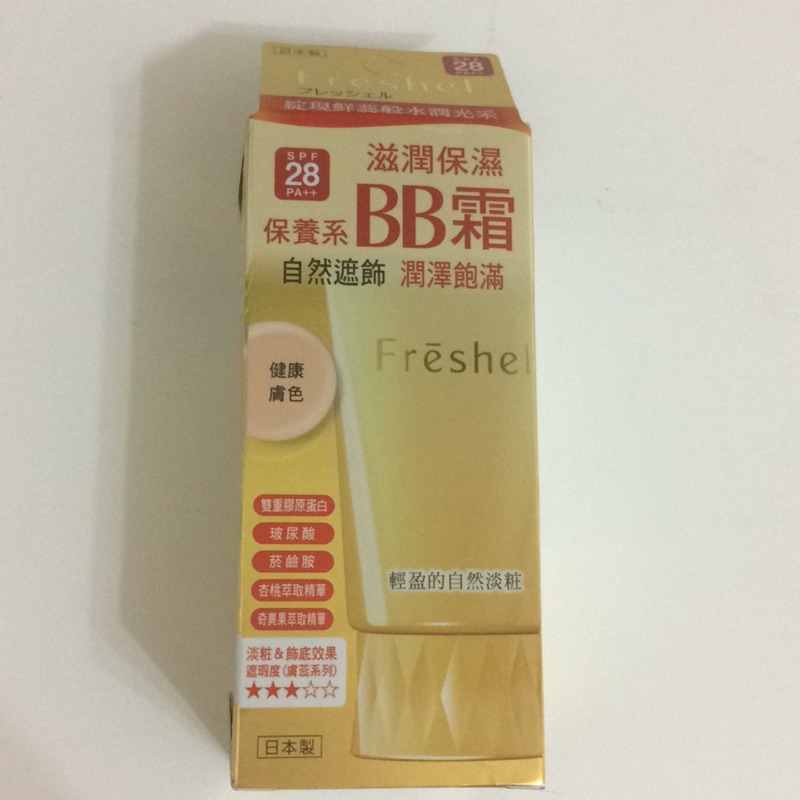 日本製
SPF
28
PA++
Freshel
フレッシェル
綻現鮮蕊般水潤光采
SPF
28
PA++
滋潤保濕
保養系 BB霜
自然遮飾 潤澤飽滿
Frēshel
健康
膚色
雙重膠原蛋白
玻尿酸
菸鹼胺
杏桃萃取精華
奇異果萃取精華
輕盈的自然淡粧
淡粧&飾底效果
遮瑕度(膚蕊系列)
★★★☆☆
日本製